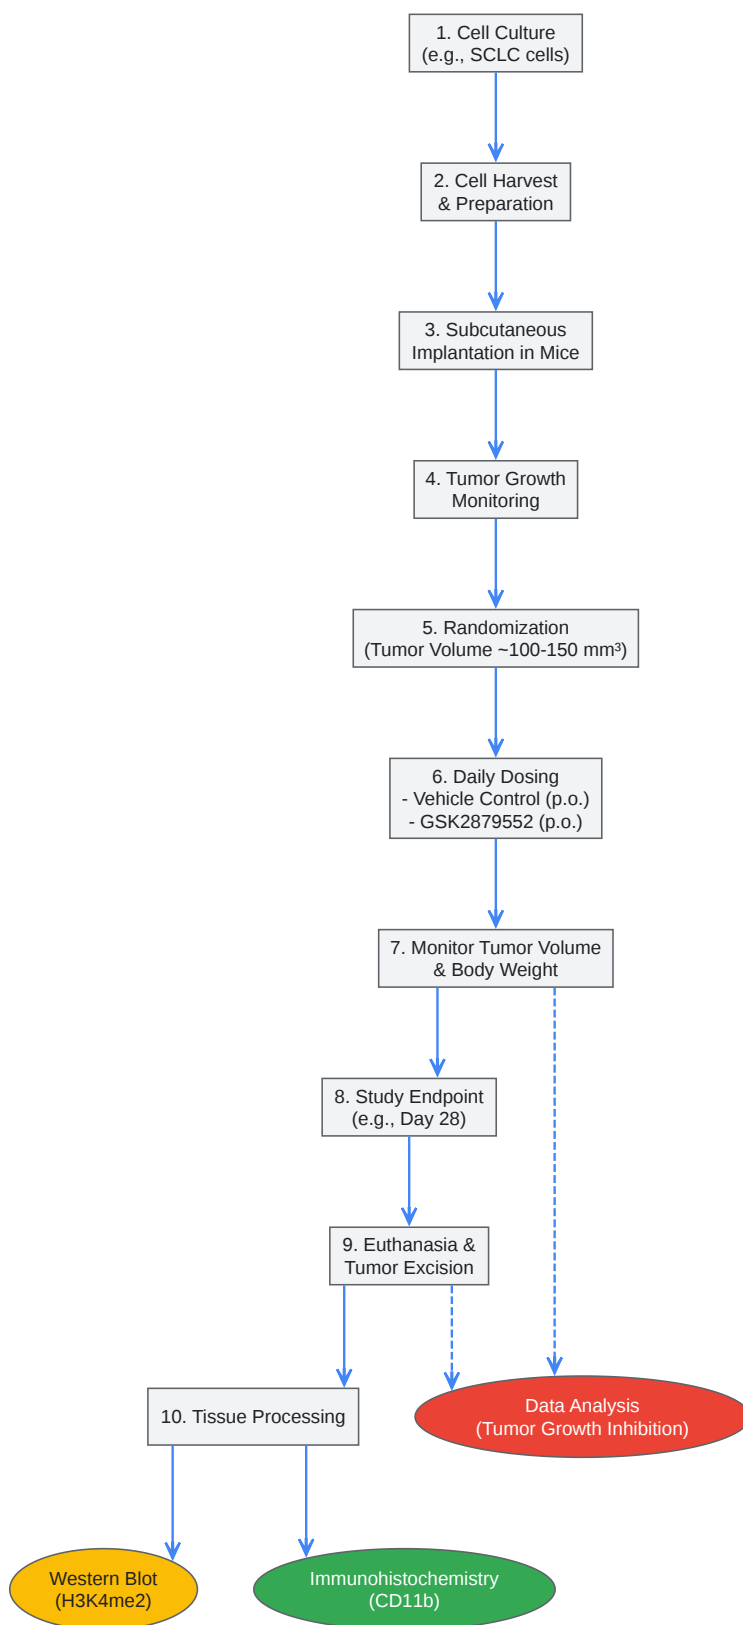 1. Cell Culture
(e.g., SCLC cells)
2. Cell Harvest
& Preparation
3. Subcutaneous
Implantation in Mice
4. Tumor Growth
Monitoring
5. Randomization
(Tumor Volume ~100-150 mm³)
6. Daily Dosing
- Vehicle Control (p.o.)
- GSK2879552 (p.o.)
7. Monitor Tumor Volume
& Body Weight
8. Study Endpoint
(e.g., Day 28)
9. Euthanasia &
Tumor Excision
10. Tissue Processing
Data Analysis
(Tumor Growth Inhibition)
Western Blot
(H3K4me2)
Immunohistochemistry
(CD11b)